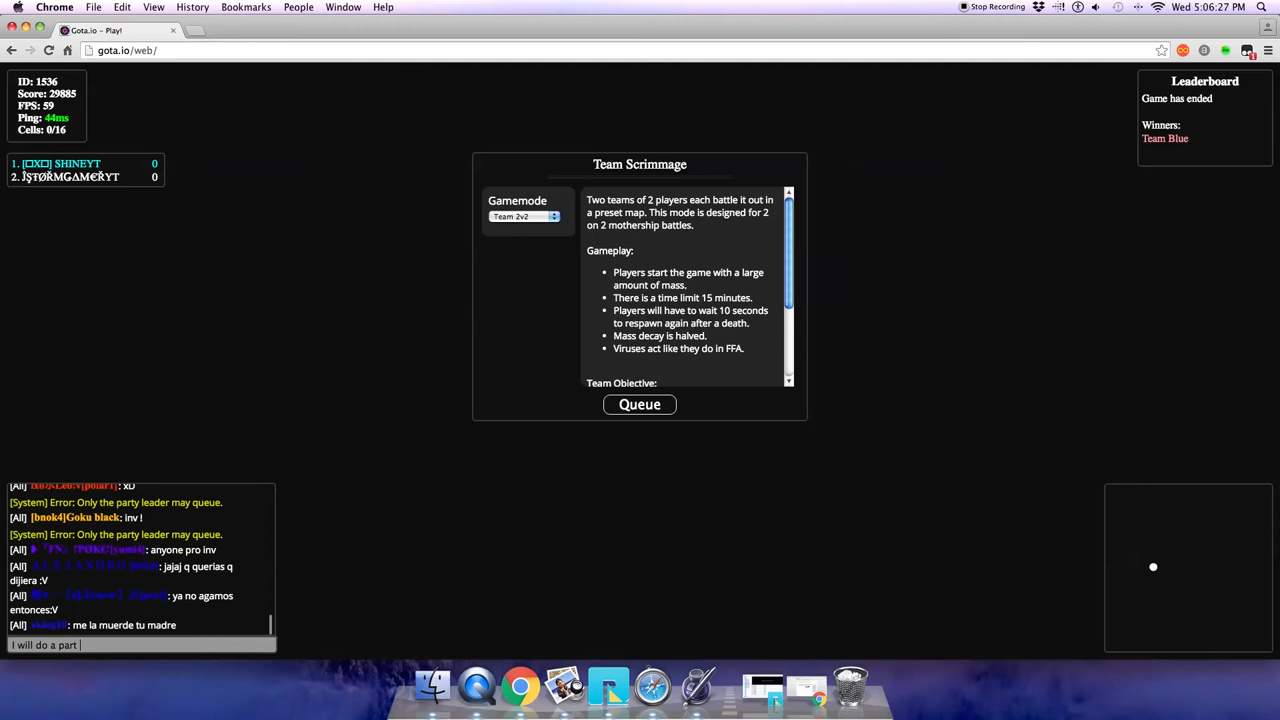 Chrome File Edit View History Bookmarks People Window Help
Stop Recording
Wed 5:06:27 PM
Gota.io - Play!
gota.io/web/
ID: 1536
Score: 29885
FPS: 59
Ping: 44ms
Cells: 0/16
1. [□X□] SHINEYT 0
2. ĴŞŦØŘMGΔM€ŘYT 0
Leaderboard
Game has ended
Winners:
Team Blue
Team Scrimmage
Gamemode
Team 2v2
Two teams of 2 players each battle it out in
a preset map. This mode is designed for 2
on 2 mothership battles.
Gameplay:
Players start the game with a large
amount of mass.
There is a time limit 15 minutes.
Players will have to wait 10 seconds
to respawn again after a death.
Mass decay is halved.
Viruses act like they do in FFA.
Team Objective:
Queue
[All] : xD
[System] Error: Only the party leader may queue.
[All] [bnok4]Goku black: inv !
[System] Error: Only the party leader may queue.
[All] : anyone pro inv
[All] A L E J A N D R O : jajaj q querias q
dijiera :V
[All] : ya no agamos
entonces:V
[All] : me la muerde tu madre
I will do a part
1